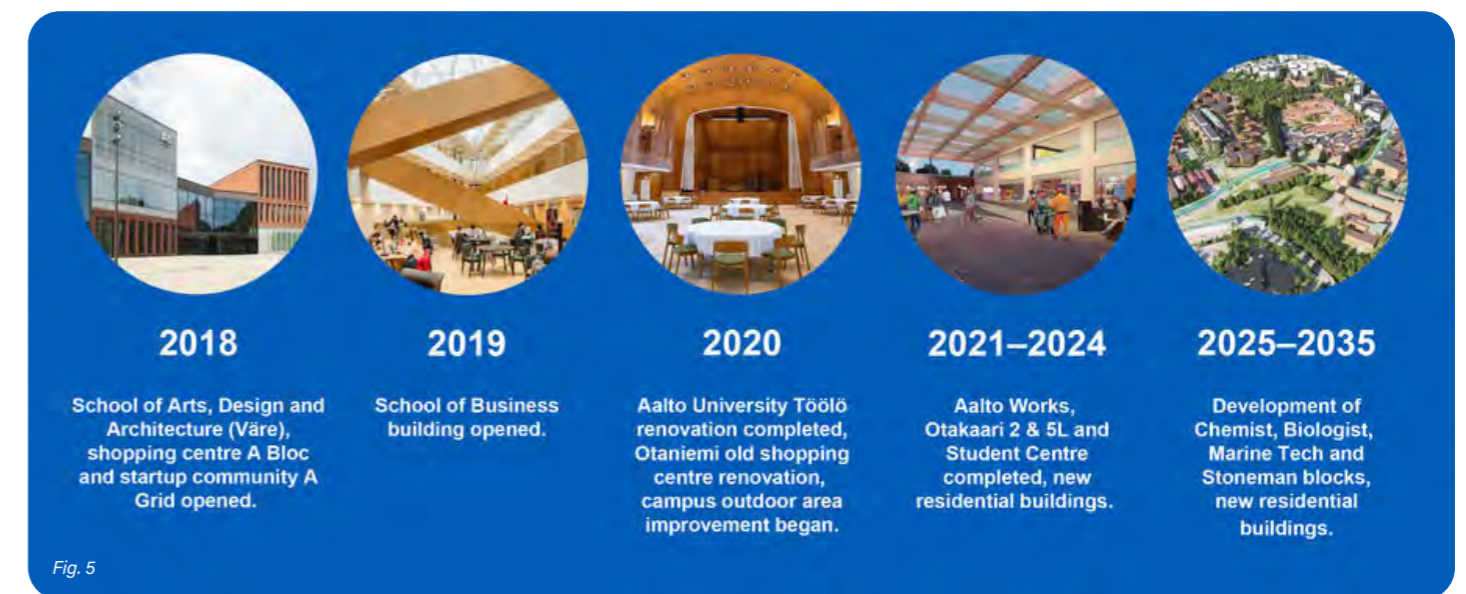 2018
School of Arts, Design and
Architecture (Väre),
shopping centre A Bloc
and startup community A
Grid opened.
2019
School of Business
building opened.
2020
Aalto University Töölö
renovation completed,
Otaniemi old shopping
centre renovation,
campus outdoor area
improvement began.
2021–2024
Aalto Works,
Otakaari 2 & 5L and
Student Centre
completed, new
residential buildings.
2025–2035
Development of
Chemist, Biologist,
Marine Tech and
Stoneman blocks,
new residential
buildings.
Fig. 5